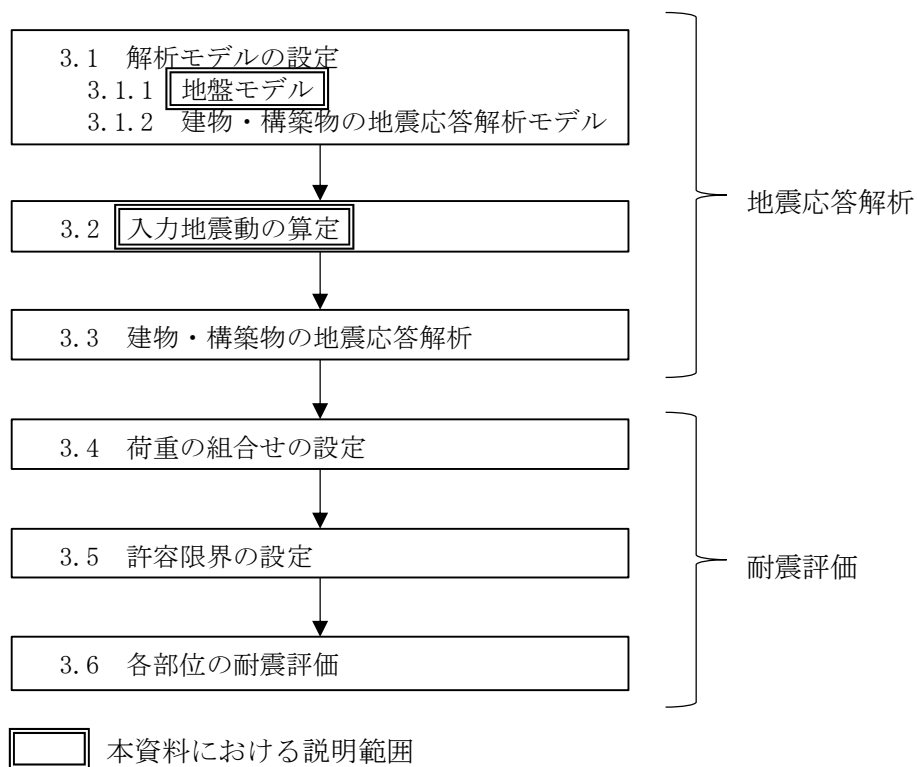 3.1 解析モデルの設定
3.1.1 地盤モデル
3.1.2 建物・構築物の地震応答解析モデル
3.2 入力地震動の算定
3.3 建物・構築物の地震応答解析
地震応答解析
3.4 荷重の組合せの設定
3.5 許容限界の設定
3.6 各部位の耐震評価
耐震評価
本資料における説明範囲